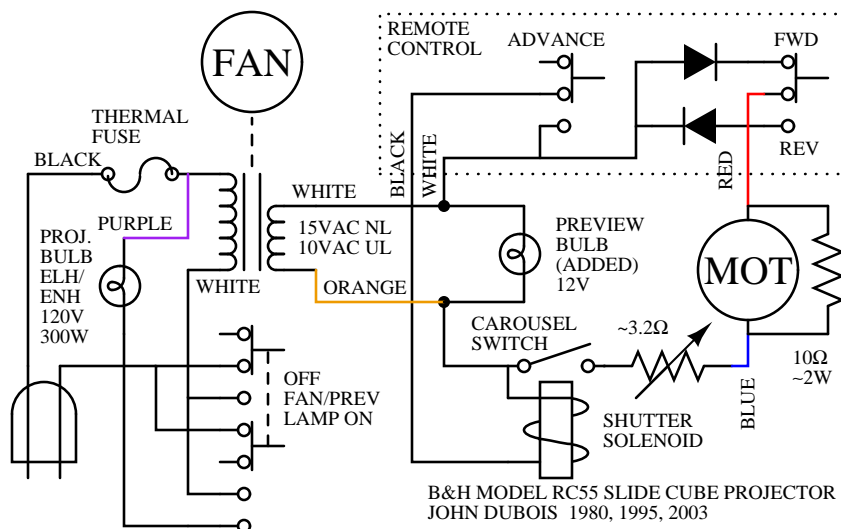 REMOTE
CONTROL
ADVANCE
FWD
FAN
THERMAL
FUSE
BLACK
BLACK
WHITE
RED
REV
WHITE
PURPLE
15VAC NL
10VAC UL
PREVIEW
BULB
(ADDED)
12V
MOT
PROJ.
BULB
ELH/
ENH
120V
300W
WHITE
ORANGE
CAROUSEL
SWITCH
~3.2Ω
10Ω
~2W
OFF
FAN/PREV
LAMP ON
BLUE
SHUTTER
SOLENOID
B&H MODEL RC55 SLIDE CUBE PROJECTOR
JOHN DUBOIS 1980, 1995, 2003